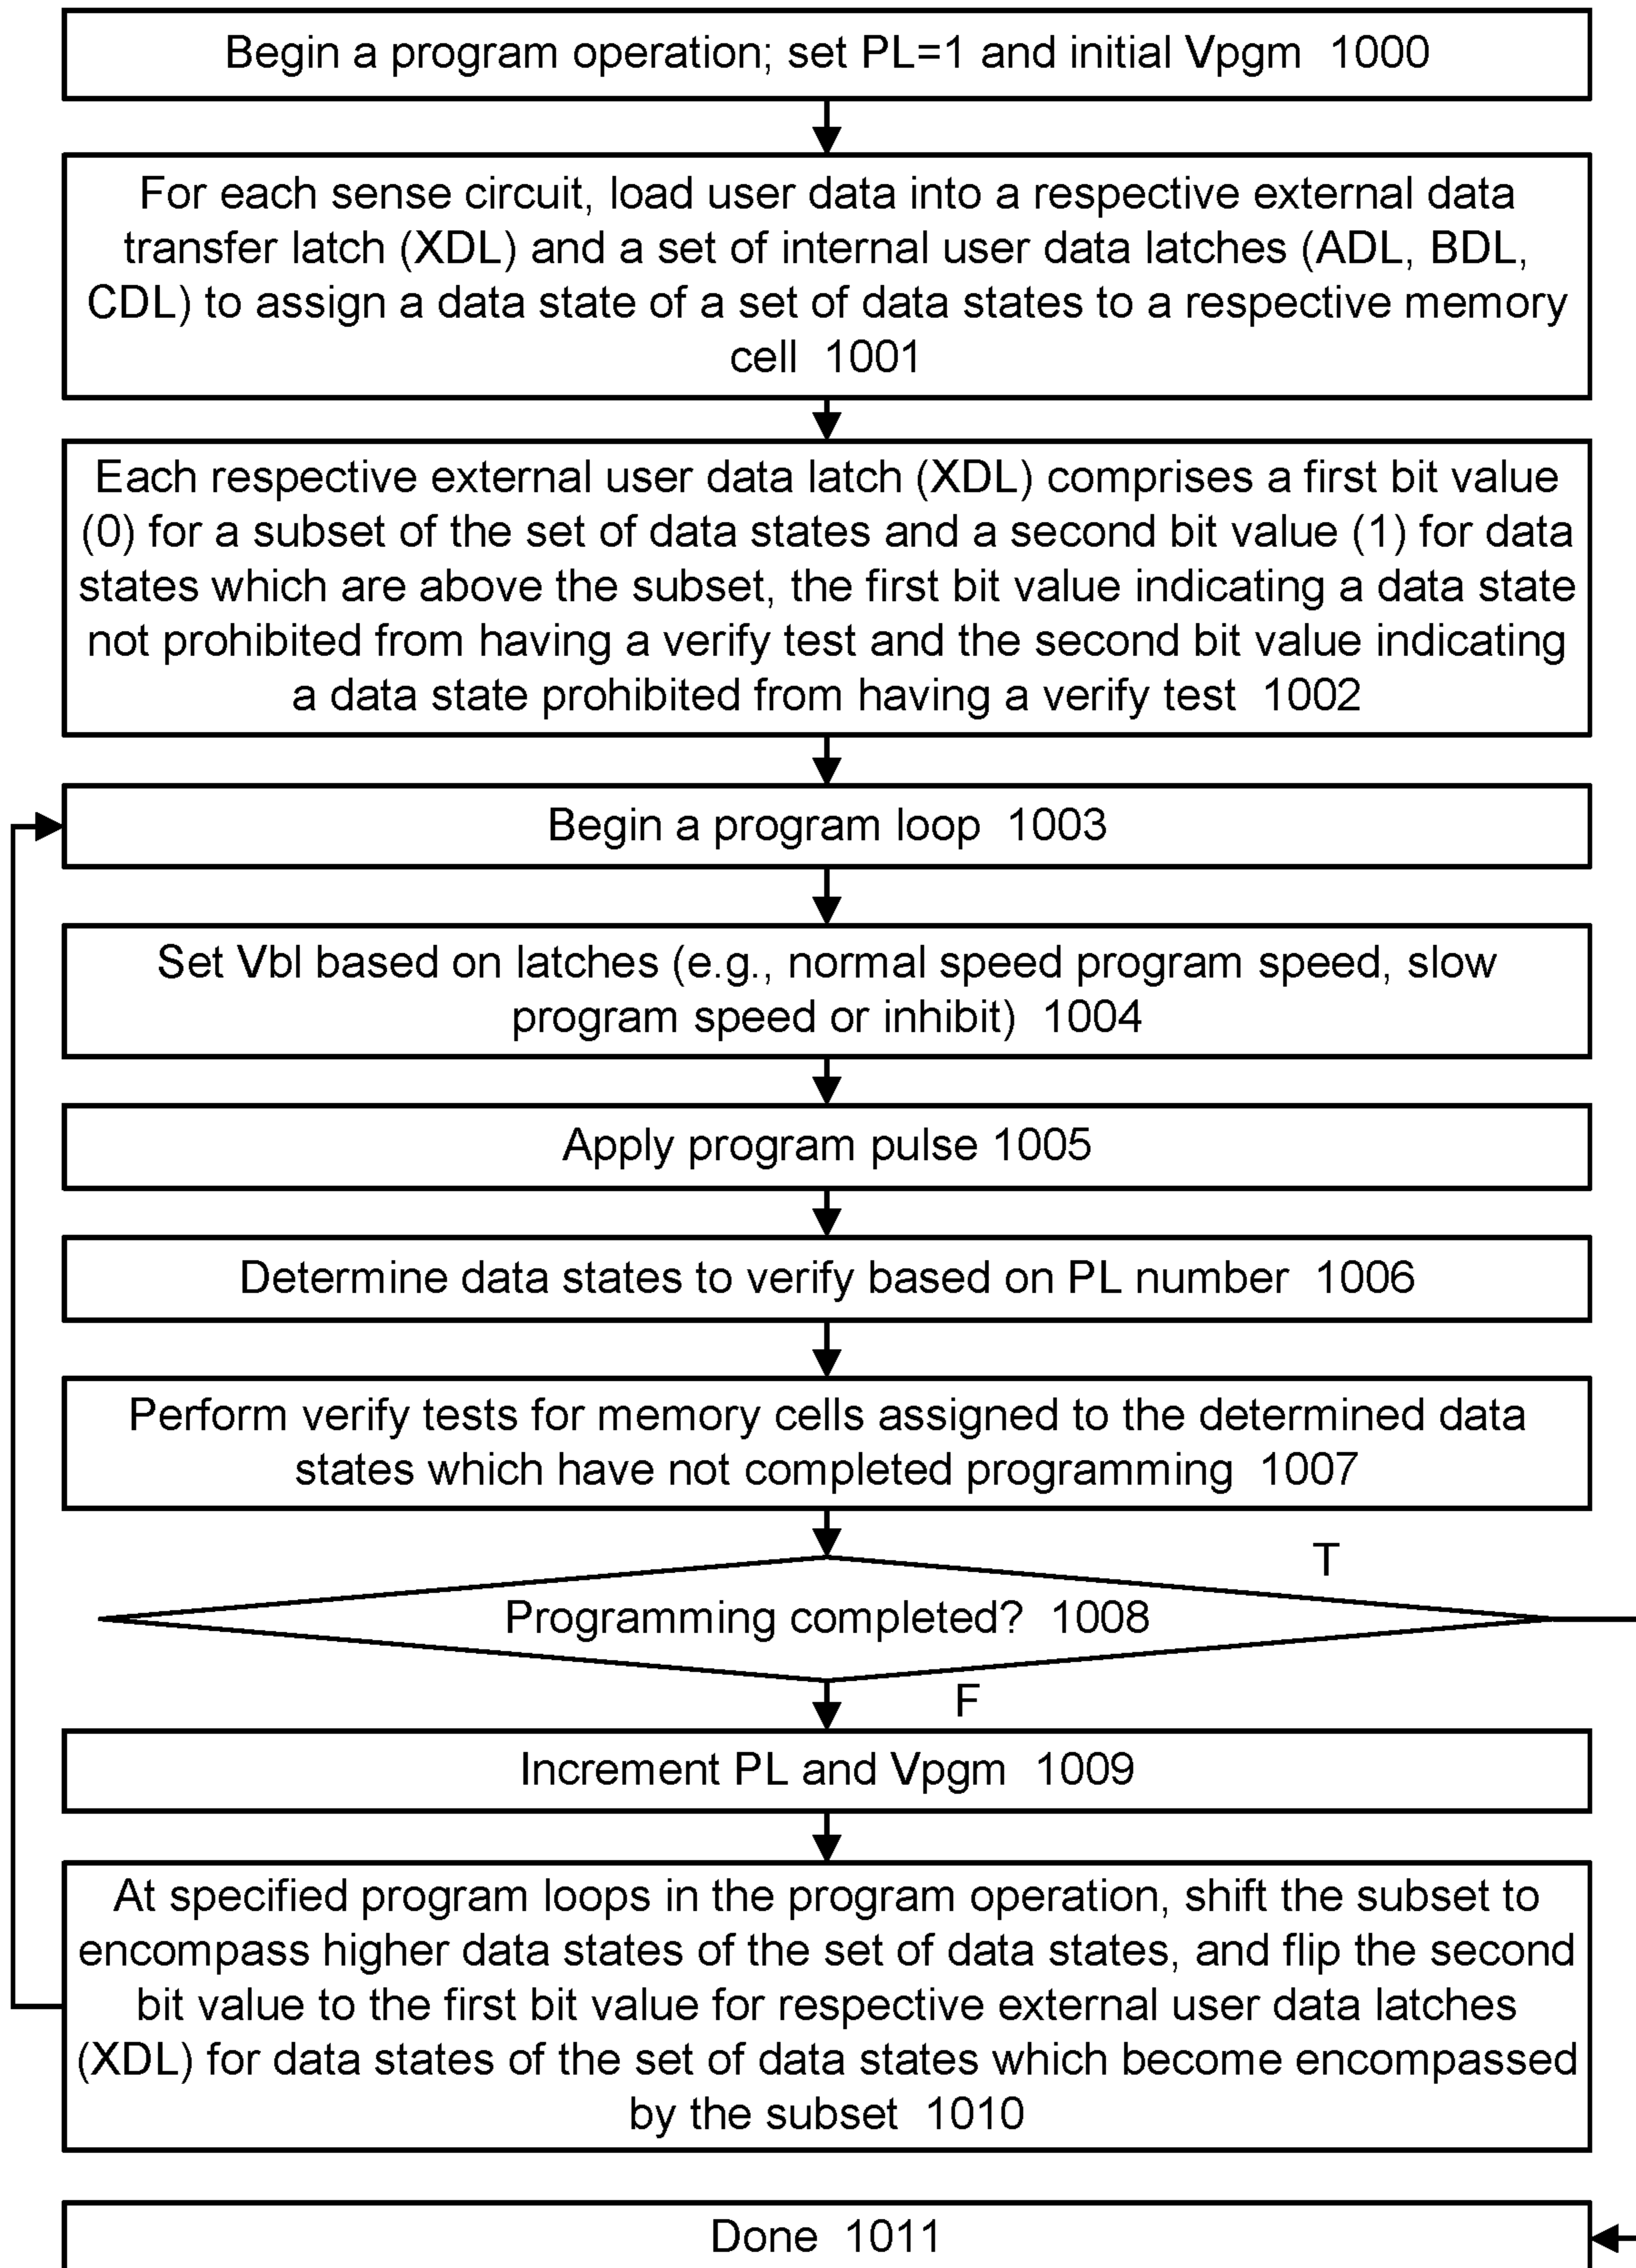 Begin a program operation; set PL=1 and initial Vpgm 1000
For each sense circuit, load user data into a respective external data
transfer latch (XDL) and a set of internal user data latches (ADL, BDL,
CDL) to assign a data state of a set of data states to a respective memory
cell 1001
Each respective external user data latch (XDL) comprises a first bit value
(0) for a subset of the set of data states and a second bit value (1) for data
states which are above the subset, the first bit value indicating a data state
not prohibited from having a verify test and the second bit value indicating
a data state prohibited from having a verify test 1002
Begin a program loop 1003
Set Vbl based on latches (e.g., normal speed program speed, slow
program speed or inhibit) 1004
Apply program pulse 1005
Determine data states to verify based on PL number 1006
Perform verify tests for memory cells assigned to the determined data
states which have not completed programming 1007
T
Programming completed? 1008
F
Increment PL and Vpgm 1009
At specified program loops in the program operation, shift the subset to
encompass higher data states of the set of data states, and flip the second
bit value to the first bit value for respective external user data latches
(XDL) for data states of the set of data states which become encompassed
by the subset 1010
Done 1011